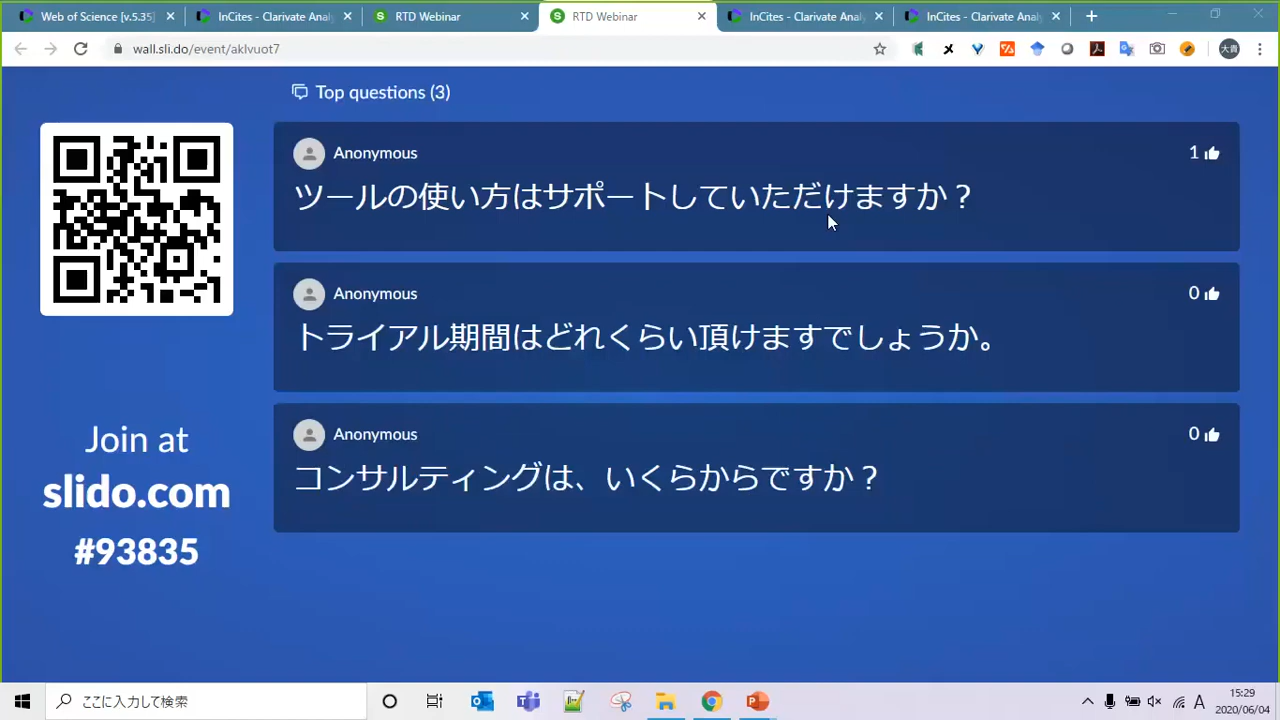 Web of Science [v.5.35]
InCites - Clarivate Analy
RTD Webinar
RTD Webinar
InCites - Clarivate Analy
InCites - Clarivate Analy
wall.sli.do/event/aklvuot7
大貴
Top questions (3)
Anonymous
1
ツールの使い方はサポートしていただけますか？
Anonymous
0
トライアル期間はどれくらい頂けますでしょうか。
Anonymous
0
コンサルティングは、いくらからですか？
Join at
slido.com
#93835
ここに入力して検索
A
15:29
2020/06/04